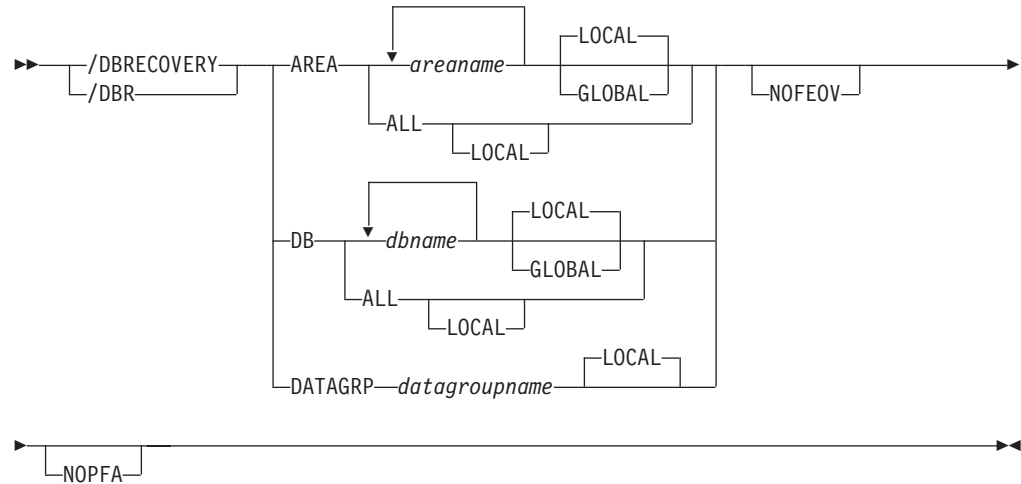 LOCAL
/DBRECOVERY AREA areaname
/DBR GLOBAL NOFEOV
ALL
LOCAL
LOCAL
DB dbname
GLOBAL
ALL
LOCAL
LOCAL
DATAGRP datagroupname
NOPFA